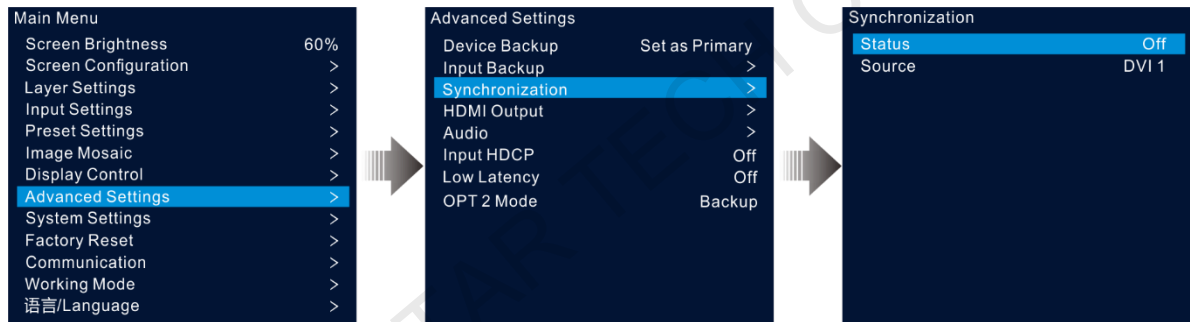 Main Menu
Screen Brightness 60%
Screen Configuration >
Layer Settings >
Input Settings >
Preset Settings >
Image Mosaic >
Display Control >
Advanced Settings >
System Settings >
Factory Reset >
Communication >
Working Mode >
语言/Language >
Advanced Settings
Device Backup Set as Primary
Input Backup >
Synchronization >
HDMI Output >
Audio >
Input HDCP Off
Low Latency Off
OPT 2 Mode Backup
Synchronization
Status Off
Source DVI 1
TAR TECH